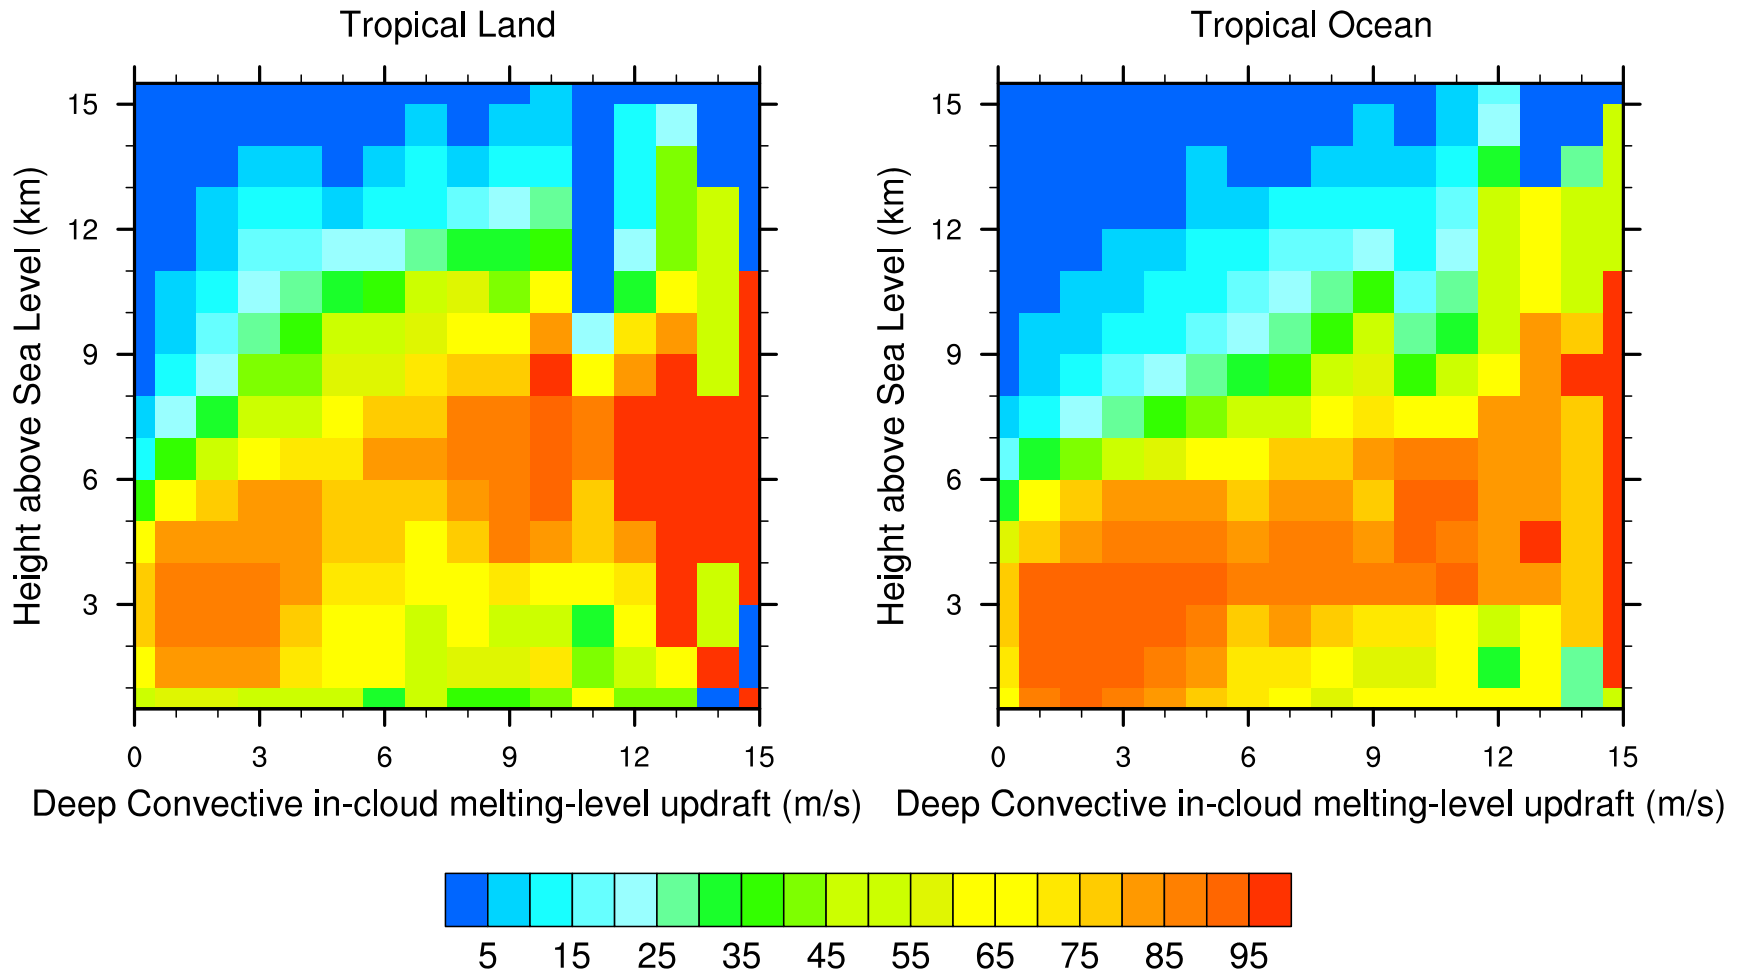 Tropical Land
Tropical Ocean
15
12
9
6
3
Height above Sea Level (km)
0 3 6 9 12 15
Deep Convective in-cloud melting-level updraft (m/s)
15
12
9
6
3
Height above Sea Level (km)
0 3 6 9 12 15
Deep Convective in-cloud melting-level updraft (m/s)
5 15 25 35 45 55 65 75 85 95